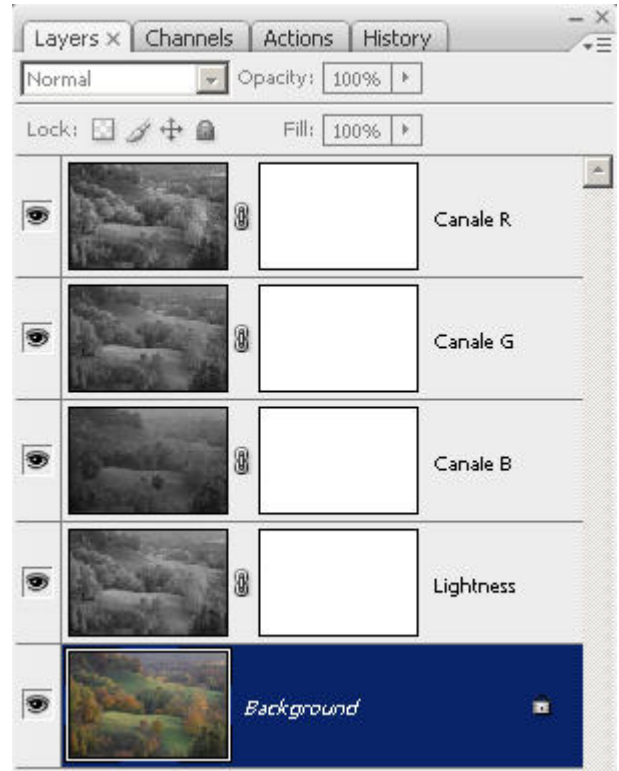 Layers × Channels Actions History
Normal Opacity: 100%
Lock: Fill: 100%
Canale R
Canale G
Canale B
Lightness
Background